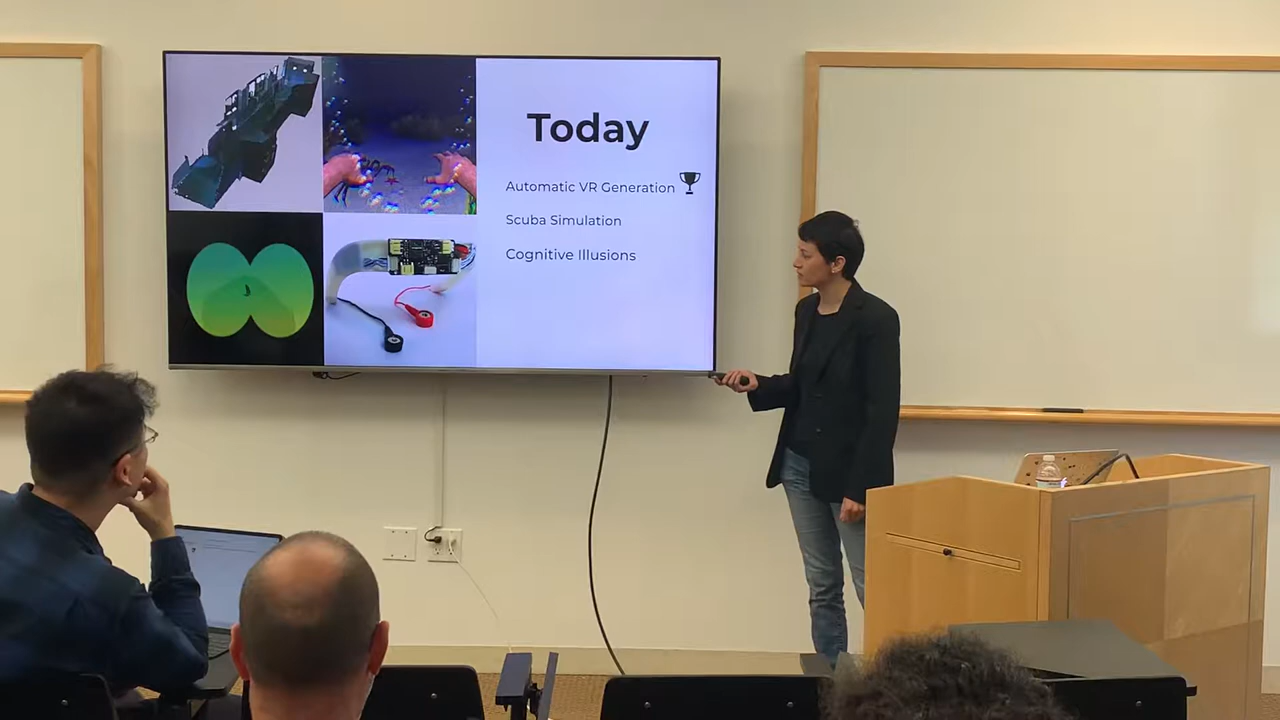 Today
Automatic VR Generation
Scuba Simulation
Cognitive Illusions